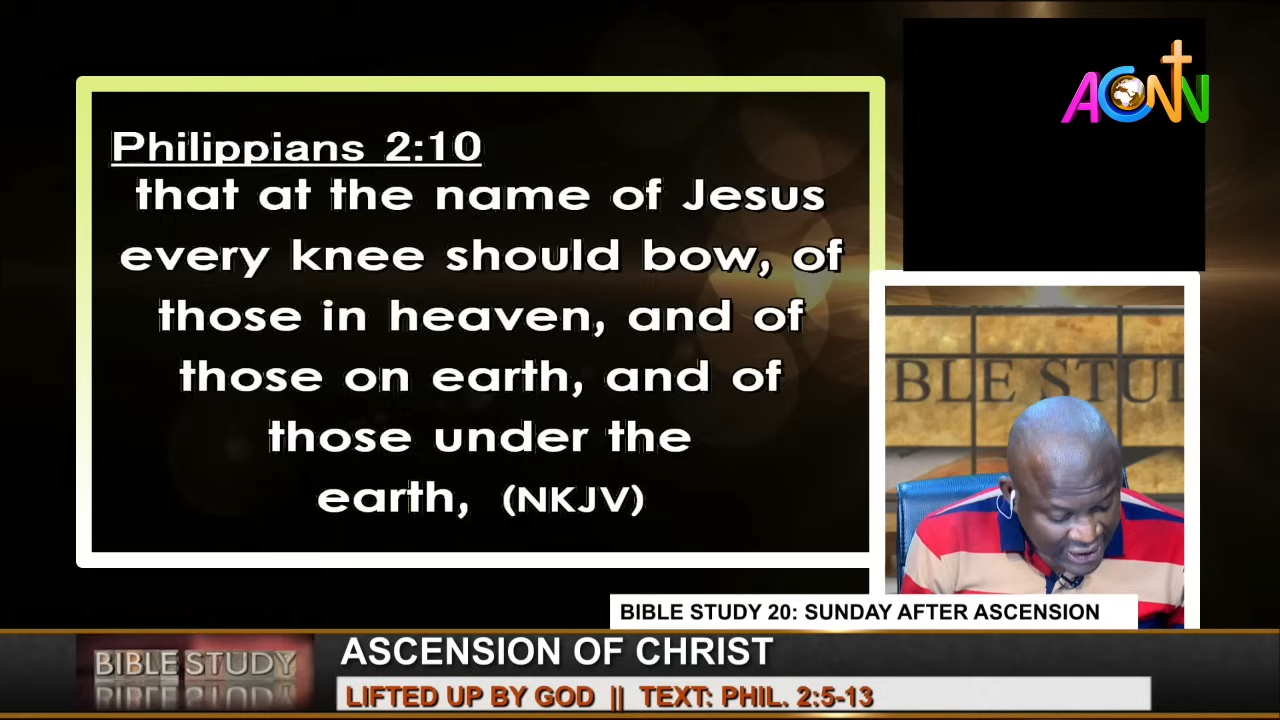 ACNN
Philippians 2:10
that at the name of Jesus
every knee should bow, of
those in heaven, and of
those on earth, and of
those under the
earth, (NKJV)
BLE STU
BIBLE STUDY 20: SUNDAY AFTER ASCENSION
BIBLE STUDY
ASCENSION OF CHRIST
LIFTED UP BY GOD || TEXT: PHIL. 2:5-13